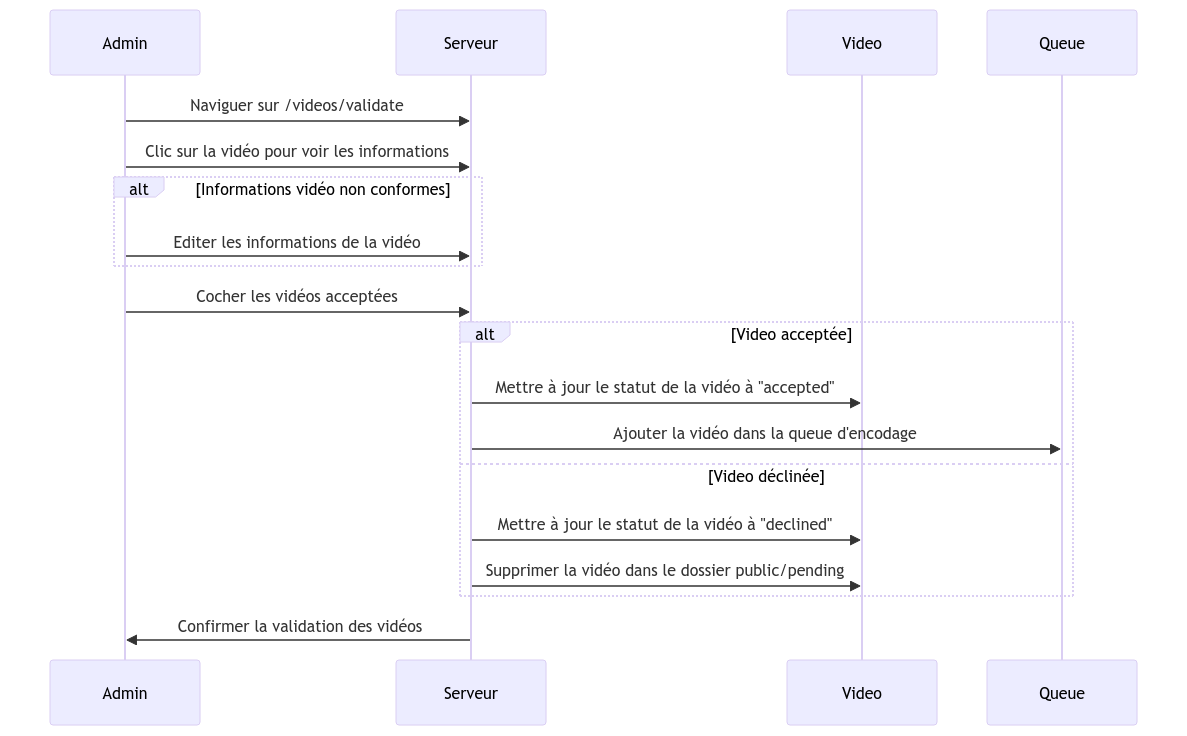 Admin
Serveur
Video
Queue
Naviguer sur /videos/validate
Clic sur la vidéo pour voir les informations
alt
[Informations vidéo non conformes]
Editer les informations de la vidéo
Cocher les vidéos acceptées
alt
[Video acceptée]
Mettre à jour le statut de la vidéo à "accepted"
Ajouter la vidéo dans la queue d'encodage
[Video déclinée]
Mettre à jour le statut de la vidéo à "declined"
Supprimer la vidéo dans le dossier public/pending
Confirmer la validation des vidéos
Admin
Serveur
Video
Queue